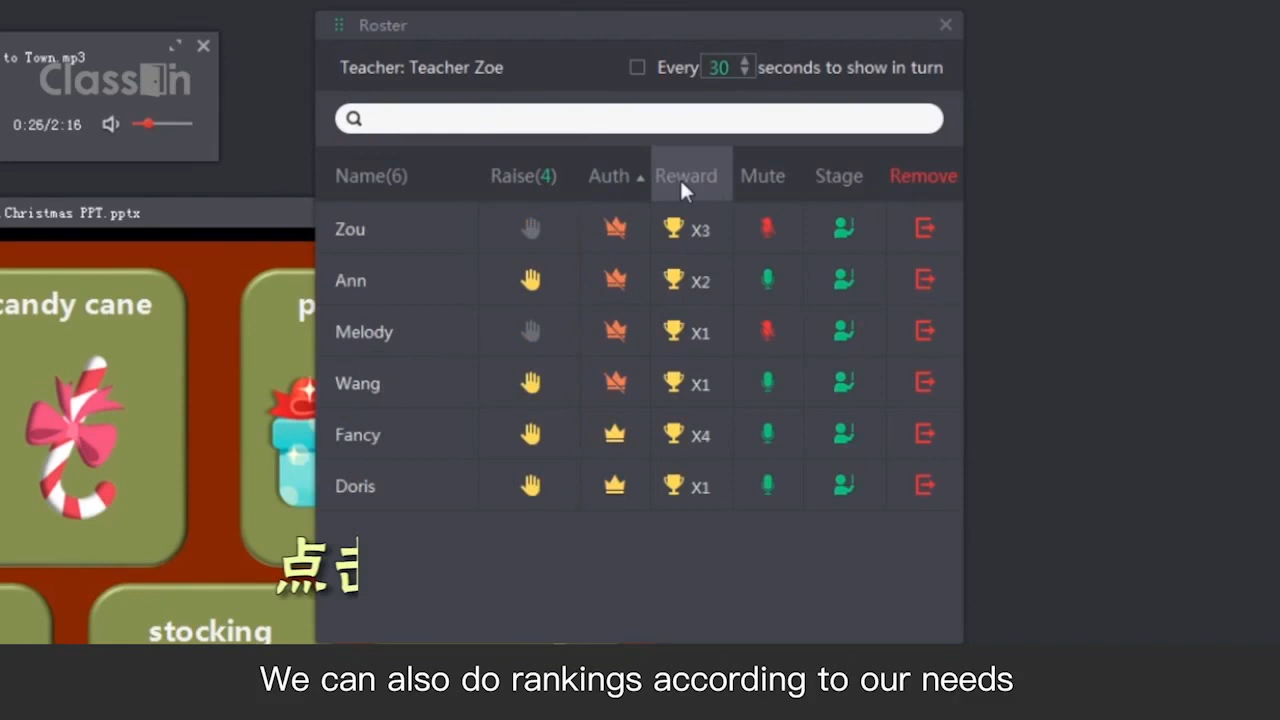 Roster
to Town.mp3
ClassIn
Teacher: Teacher Zoe
Every 30 seconds to show in turn
0:26/2:16
Name(6) Raise(4) Auth Reward Mute Stage Remove
Christmas PPT.pptx
Zou X3
Ann X2
candy cane
p
Melody X1
Wang X1
Fancy X4
Doris X1
点
stocking
We can also do rankings according to our needs